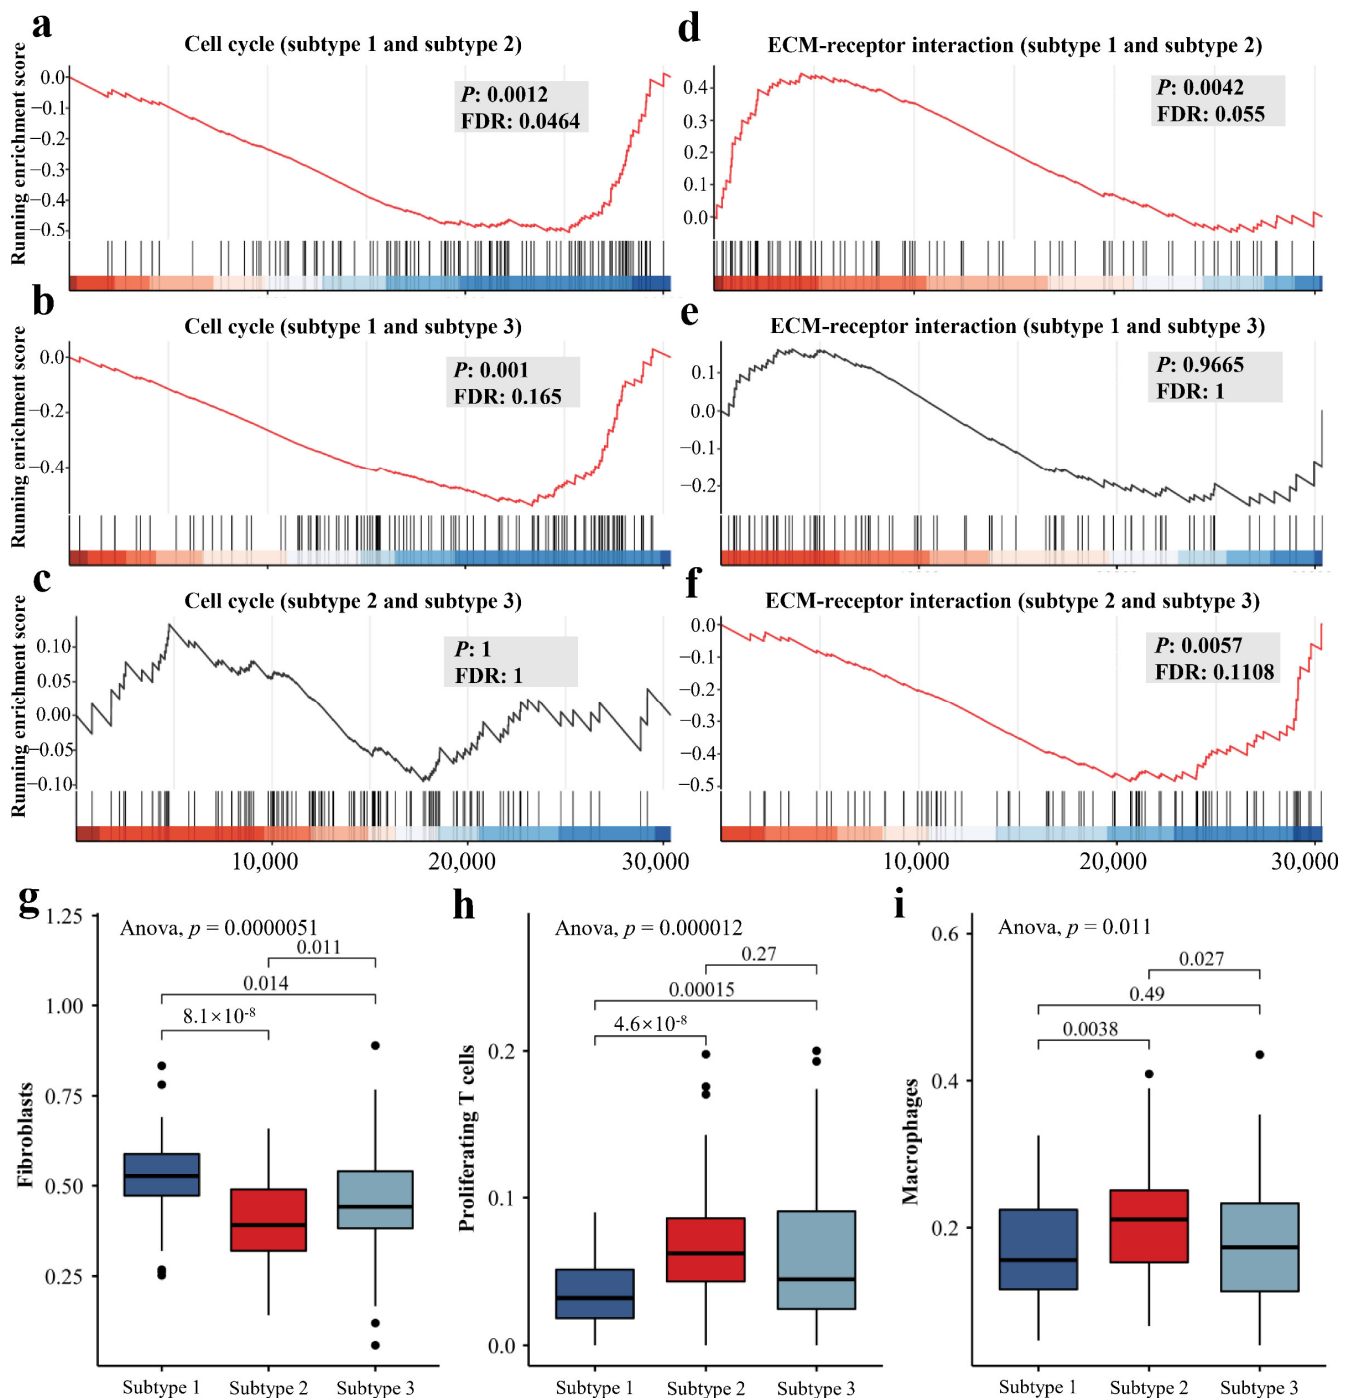 a
Cell cycle (subtype 1 and subtype 2)
Running enrichment score
0.0
−0.1
−0.2
−0.3
−0.4
−0.5
P: 0.0012
FDR: 0.0464
d
ECM-receptor interaction (subtype 1 and subtype 2)
0.4
0.3
0.2
0.1
0.0
P: 0.0042
FDR: 0.055
b
Cell cycle (subtype 1 and subtype 3)
Running enrichment score
0.0
−0.2
−0.4
P: 0.001
FDR: 0.165
e
ECM-receptor interaction (subtype 1 and subtype 3)
0.1
0.0
−0.1
−0.2
P: 0.9665
FDR: 1
c
Cell cycle (subtype 2 and subtype 3)
Running enrichment score
0.10
0.05
0.00
−0.05
−0.10
P: 1
FDR: 1
10,000
20,000
30,000
f
ECM-receptor interaction (subtype 2 and subtype 3)
0.0
−0.1
−0.2
−0.3
−0.4
−0.5
P: 0.0057
FDR: 0.1108
10,000
20,000
30,000
g
Fibroblasts
1.25
1.00
0.75
0.50
0.25
Anova, p = 0.0000051
0.011
0.014
8.1×10-8
Subtype 1
Subtype 2
Subtype 3
h
Proliferating T cells
0.2
0.1
0.0
Anova, p = 0.000012
0.27
0.00015
4.6×10-8
Subtype 1
Subtype 2
Subtype 3
i
Macrophages
0.6
0.4
0.2
Anova, p = 0.011
0.027
0.49
0.0038
Subtype 1
Subtype 2
Subtype 3